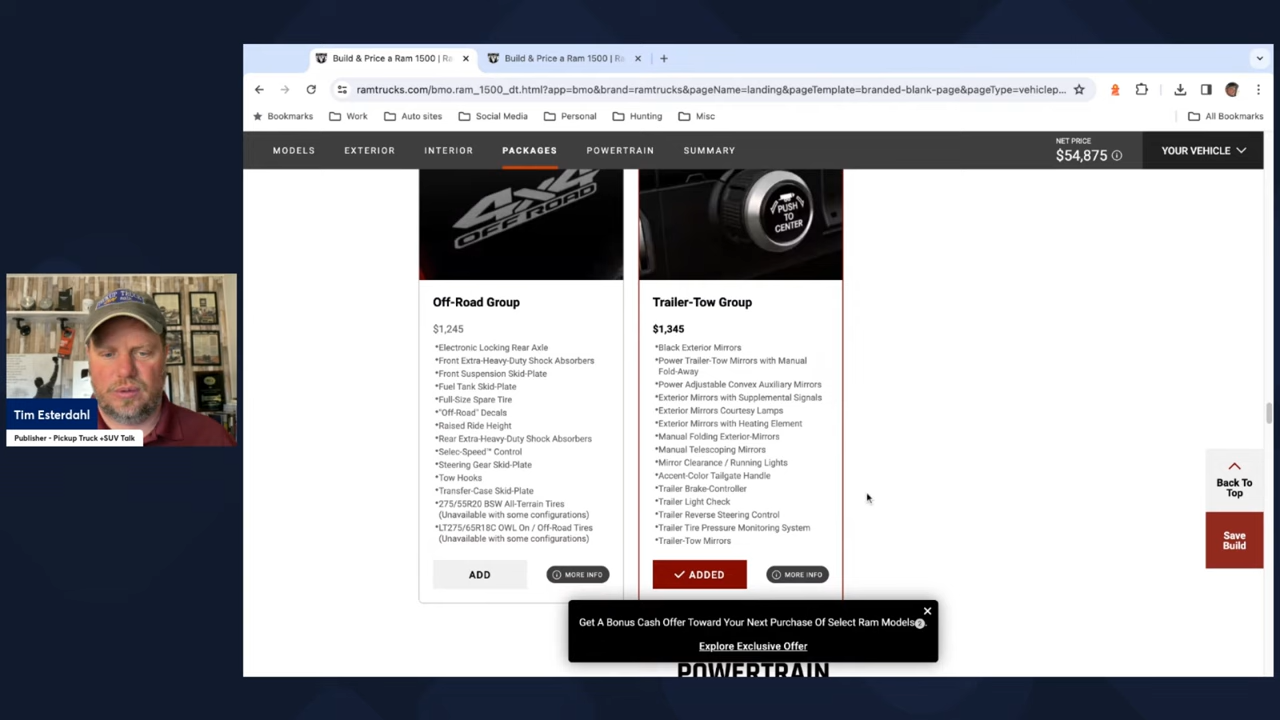 Build & Price a Ram 1500 | Ra
Build & Price a Ram 1500 | Ra
ramtrucks.com/bmo.ram_1500_dt.html?app=bmo&brand=ramtrucks&pageName=landing&pageTemplate=branded-blank-page&pageType=vehiclep...
Bookmarks
Work
Auto sites
Social Media
Personal
Hunting
Misc
All Bookmarks
MODELS
EXTERIOR
INTERIOR
PACKAGES
POWERTRAIN
SUMMARY
NET PRICE
$54,875
YOUR VEHICLE
4X4
OFF ROAD
PUSH
TO
CENTER
Off-Road Group
$1,245
*Electronic Locking Rear Axle
*Front Extra-Heavy-Duty Shock Absorbers
*Front Suspension Skid-Plate
*Fuel Tank Skid-Plate
*Full-Size Spare Tire
*"Off-Road" Decals
*Raised Ride Height
*Rear Extra-Heavy-Duty Shock Absorbers
*Selec-Speed™ Control
*Steering Gear Skid-Plate
*Tow Hooks
*Transfer-Case Skid-Plate
*275/55R20 BSW All-Terrain Tires
(Unavailable with some configurations)
*LT275/65R18C OWL On / Off-Road Tires
(Unavailable with some configurations)
ADD
MORE INFO
Trailer-Tow Group
$1,345
*Black Exterior Mirrors
*Power Trailer-Tow Mirrors with Manual
Fold-Away
*Power Adjustable Convex Auxiliary Mirrors
*Exterior Mirrors with Supplemental Signals
*Exterior Mirrors Courtesy Lamps
*Exterior Mirrors with Heating Element
*Manual Folding Exterior-Mirrors
*Manual Telescoping Mirrors
*Mirror Clearance / Running Lights
*Accent-Color Tailgate Handle
*Trailer Brake-Controller
*Trailer Light Check
*Trailer Reverse Steering Control
*Trailer Tire Pressure Monitoring System
*Trailer-Tow Mirrors
ADDED
MORE INFO
Back To
Top
Save
Build
Get A Bonus Cash Offer Toward Your Next Purchase Of Select Ram Models 2 .
Explore Exclusive Offer
POWERTRAIN
Tim Esterdahl
Publisher - Pickup Truck +SUV Talk